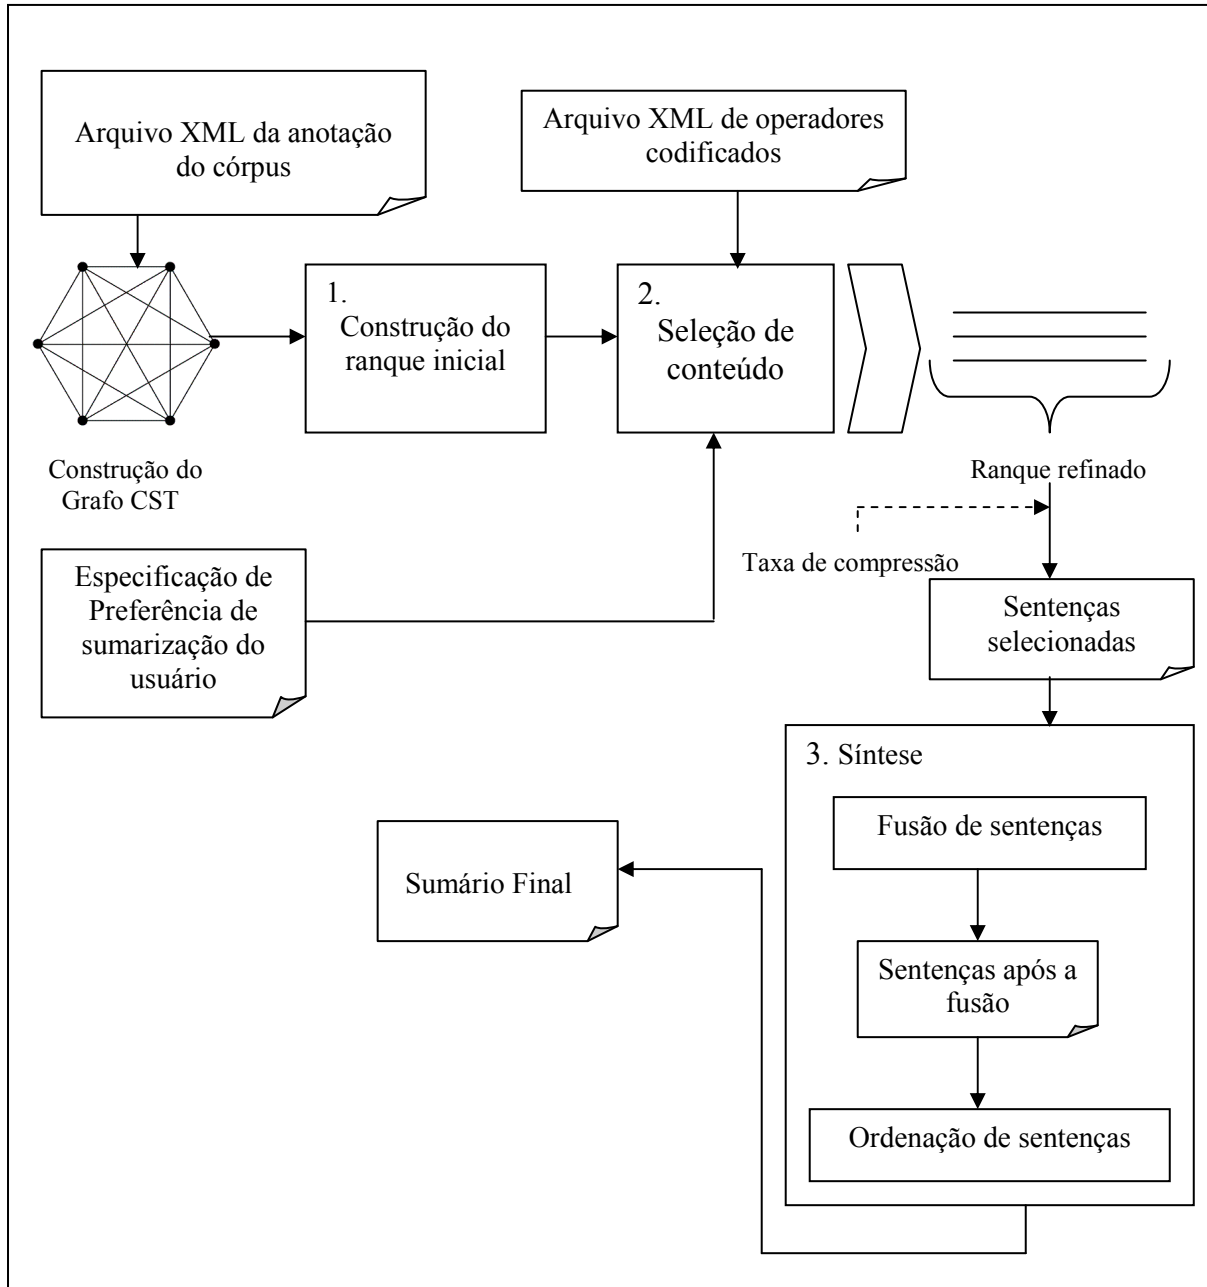 Arquivo XML da anotação
do córpus
Arquivo XML de operadores
codificados
1.
Construção do
ranque inicial
2.
Seleção de
conteúdo
Construção do
Grafo CST
Ranque refinado
Taxa de compressão
Especificação de
Preferência de
sumarização do
usuário
Sentenças
selecionadas
3. Síntese
Fusão de sentenças
Sentenças após a
fusão
Ordenação de sentenças
Sumário Final